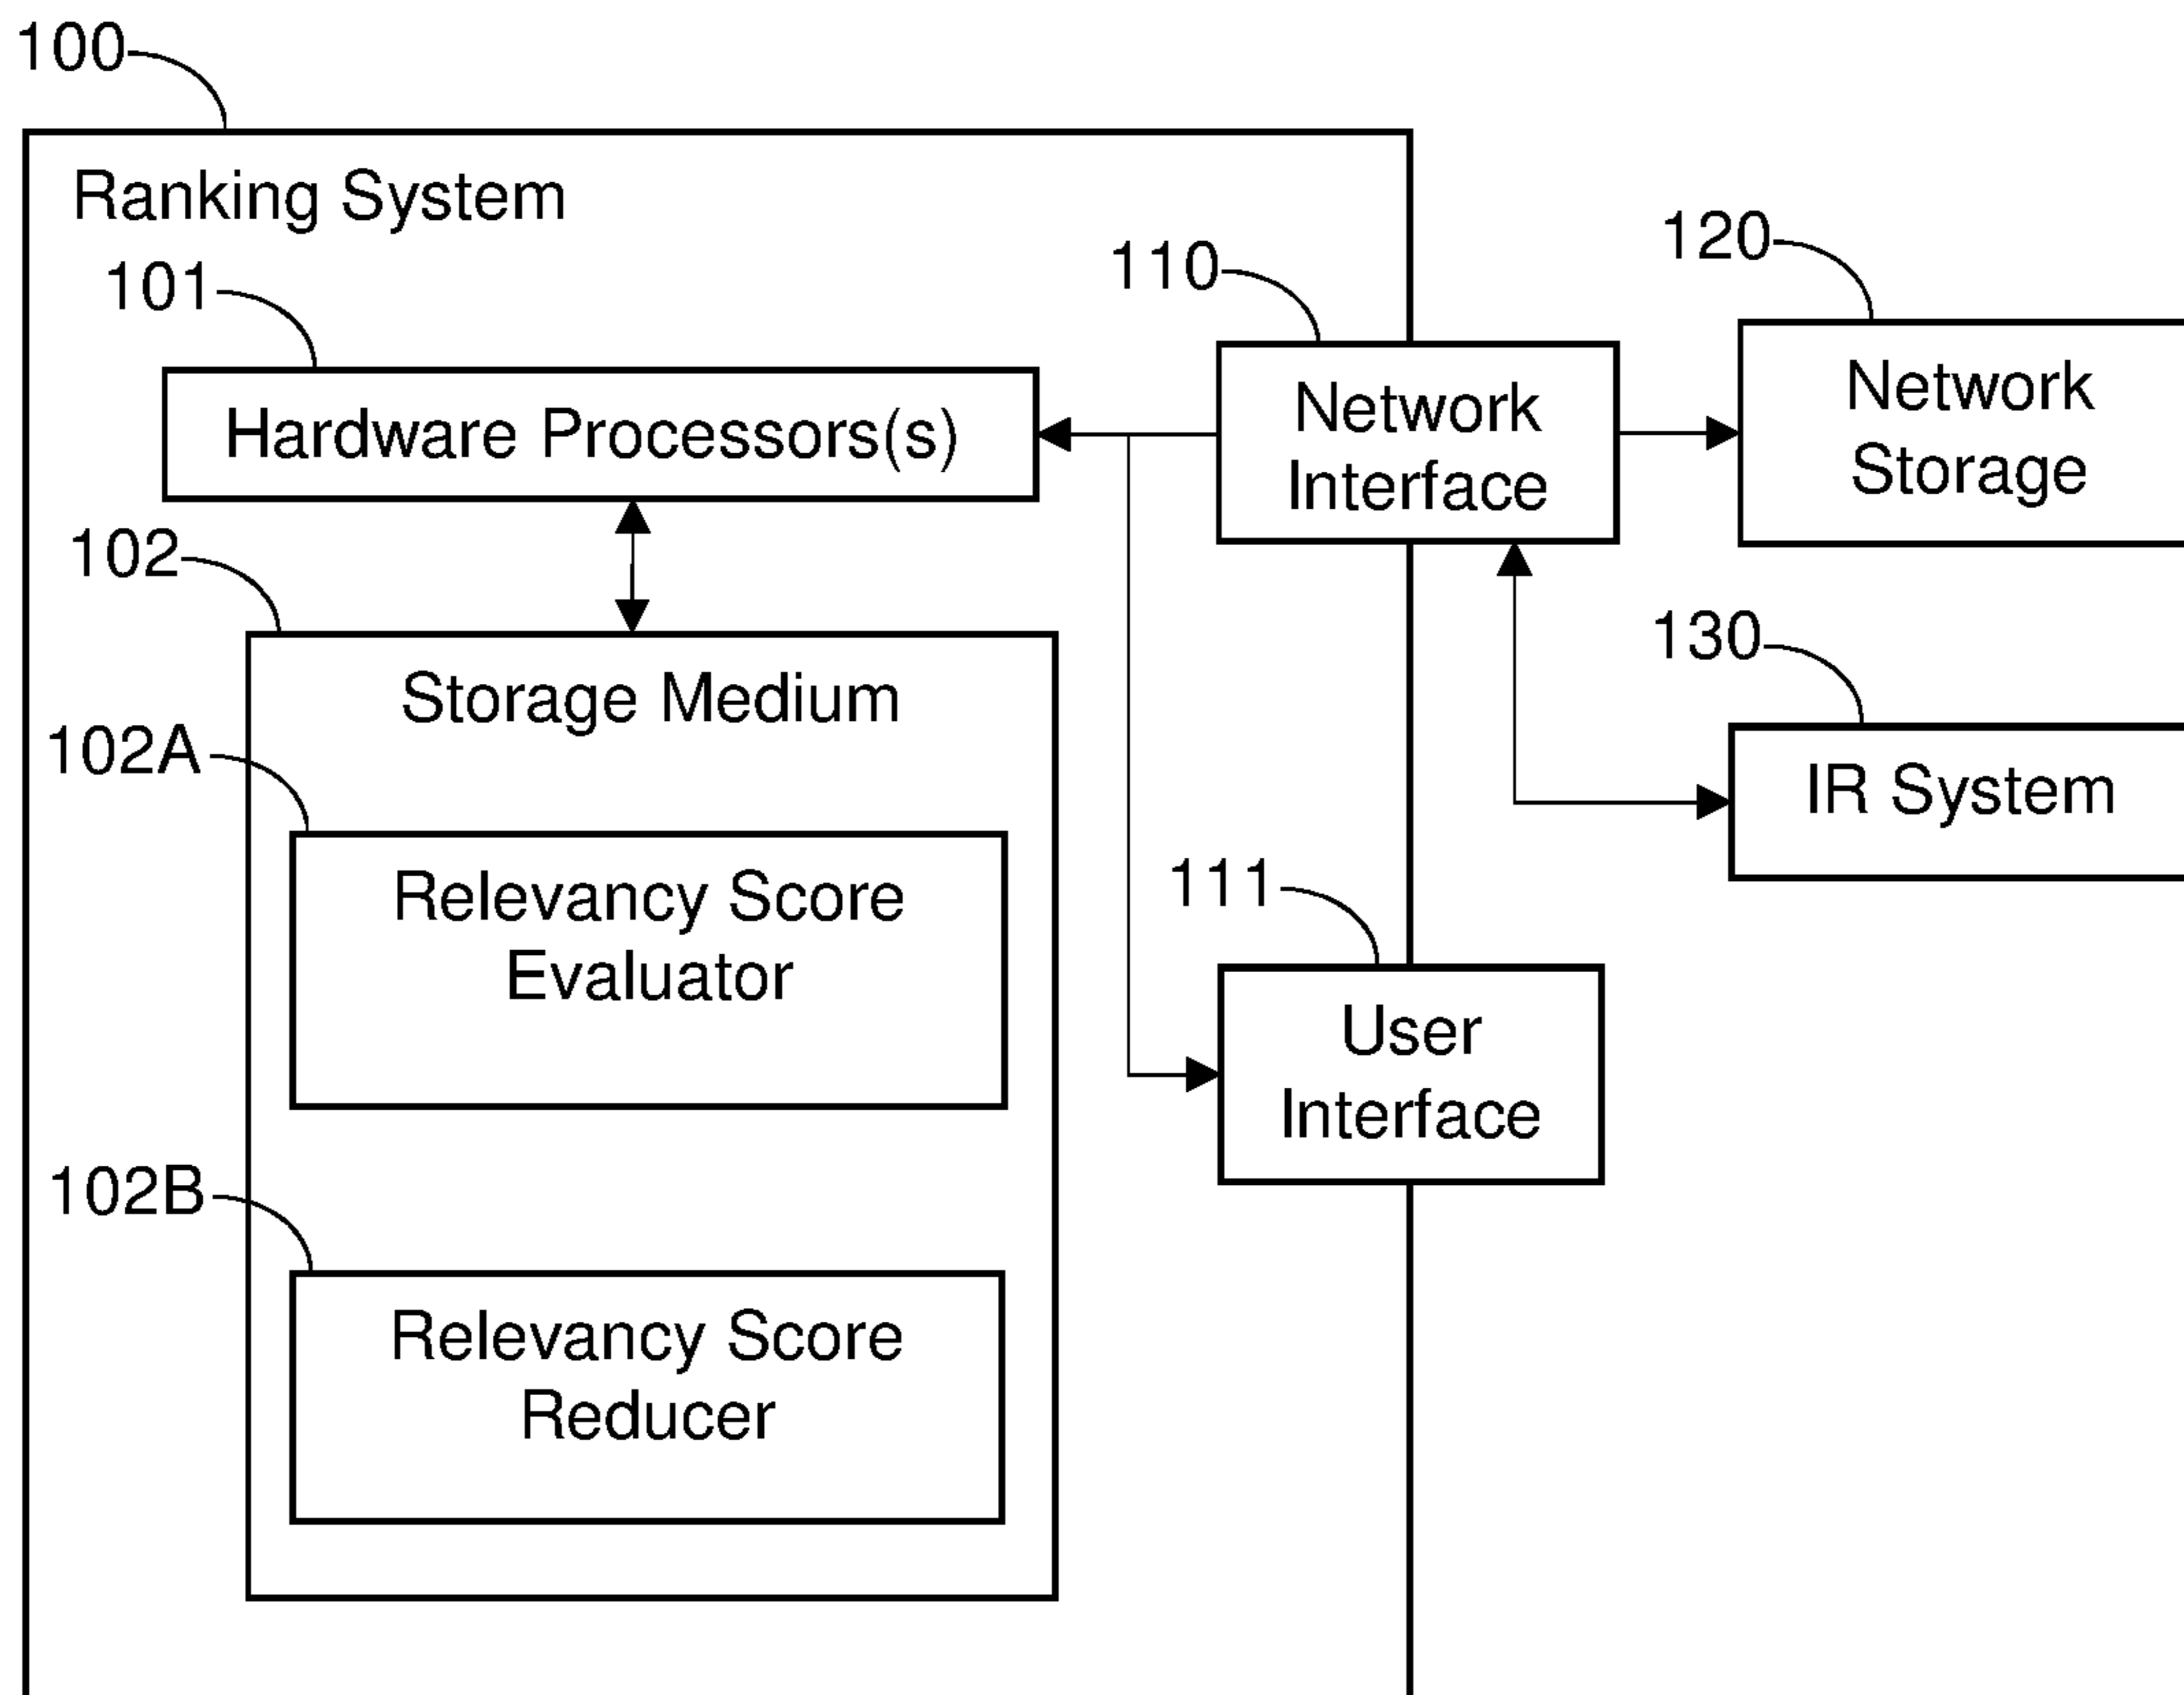 100
Ranking System
101
110
120
Hardware Processors(s)
Network
Interface
Network
Storage
102
Storage Medium
130
IR System
102A
Relevancy Score
Evaluator
111
User
Interface
102B
Relevancy Score
Reducer